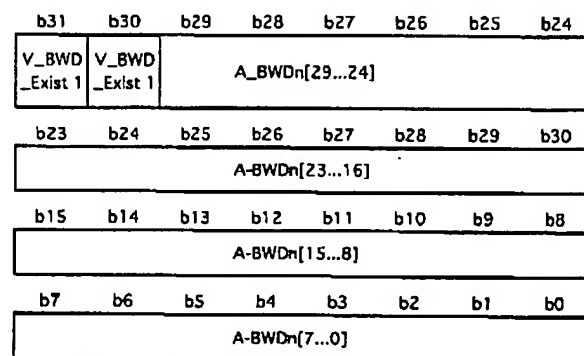 b31 b30 b29 b28 b27 b26 b25 b24
V_BWD V_BWD
_Exist 1 _Exist 1 A_BWDn[29...24]
b23 b24 b25 b26 b27 b28 b29 b30
A-BWDn[23...16]
b15 b14 b13 b12 b11 b10 b9 b8
A-BWDn[15...8]
b7 b6 b5 b4 b3 b2 b1 b0
A-BWDn[7...0]